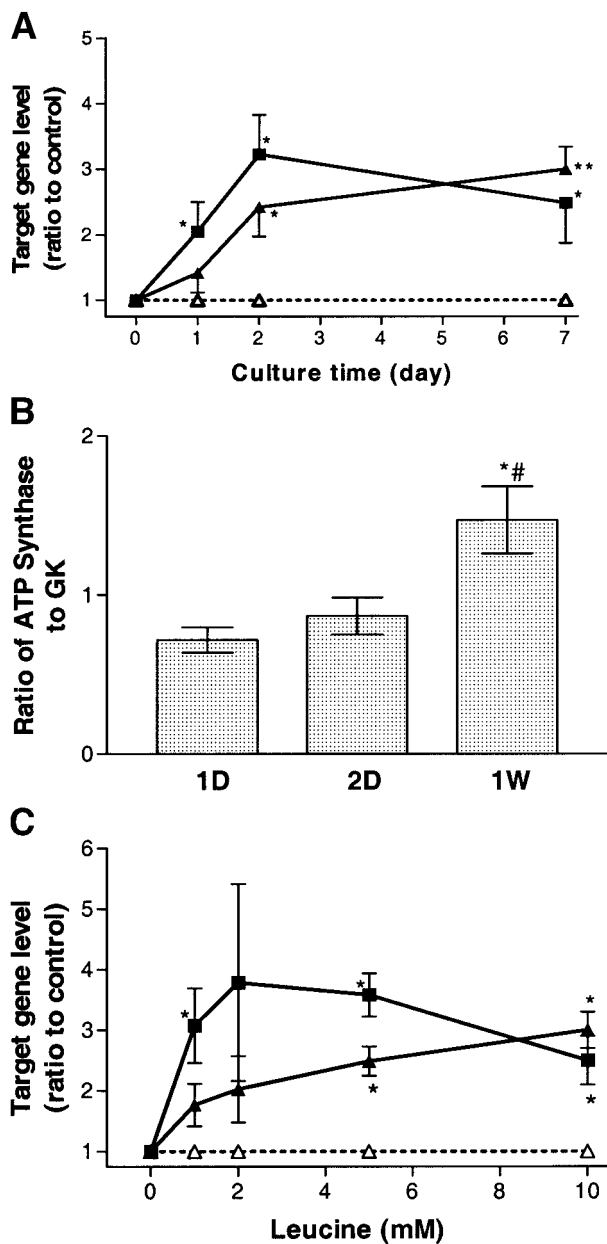 A
Target gene level
(ratio to control)
5
4
3
2
1
*
*
*
**
*
0 1 2 3 4 5 6 7
Culture time (day)
B
Ratio of ATP Synthase
to GK
2
1
0
*#
1D 2D 1W
C
Target gene level
(ratio to control)
6
5
4
3
2
1
*
*
*
*
*
0 2 4 6 8 10
Leucine (mM)